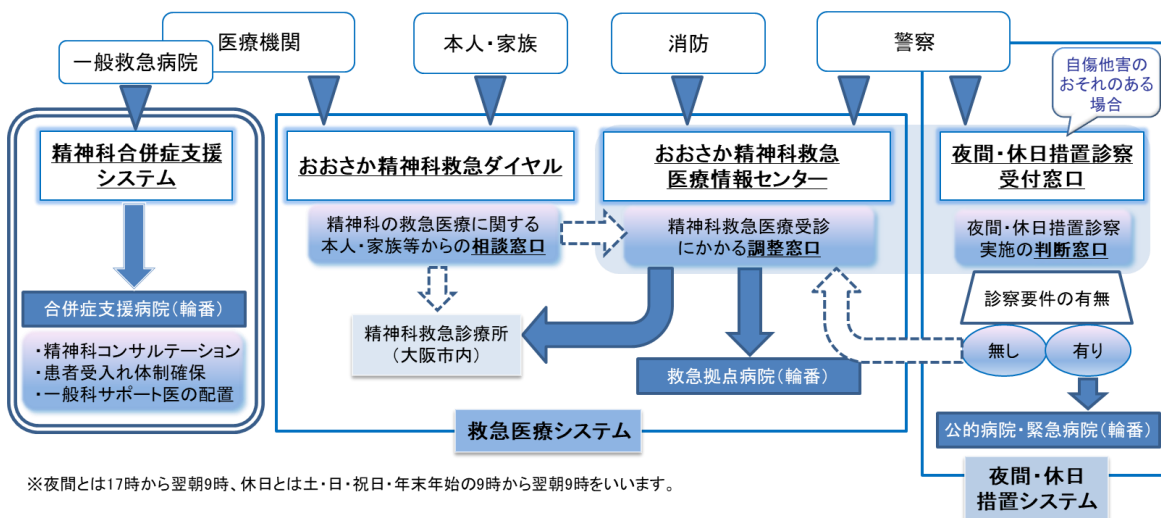 医療機関
一般救急病院
本人・家族
消防
警察
自傷他害の
おそれのある
場合
精神科合併症支援
システム
おおさか精神科救急ダイヤル
おおさか精神科救急
医療情報センター
夜間・休日措置診察
受付窓口
精神科の救急医療に関する
本人・家族等からの相談窓口
精神科救急医療受診
にかかる調整窓口
夜間・休日措置診察
実施の判断窓口
合併症支援病院(輪番)
・精神科コンサルテーション
・患者受入れ体制確保
・一般科サポート医の配置
精神科救急診療所
(大阪市内)
救急拠点病院(輪番)
診察要件の有無
無し
有り
公的病院・緊急病院(輪番)
救急医療システム
夜間・休日
措置システム
※夜間とは17時から翌朝9時、休日とは土・日・祝日・年末年始の9時から翌朝9時をいいます。